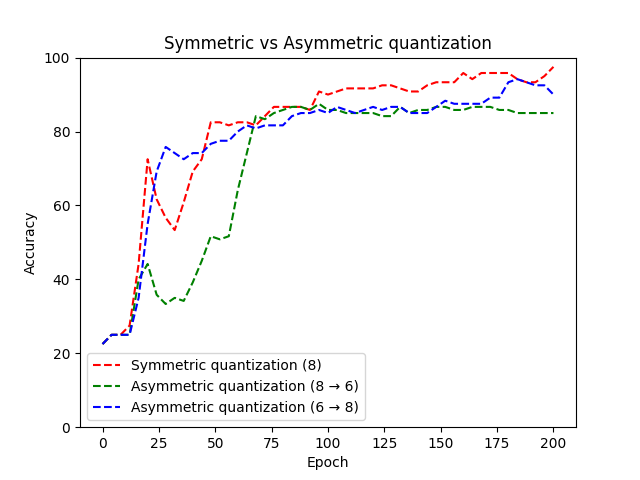 Symmetric vs Asymmetric quantization
100
80
60
40
20
0
Accuracy
Symmetric quantization (8)
Asymmetric quantization (8 → 6)
Asymmetric quantization (6 → 8)
0 25 50 75 100 125 150 175 200
Epoch